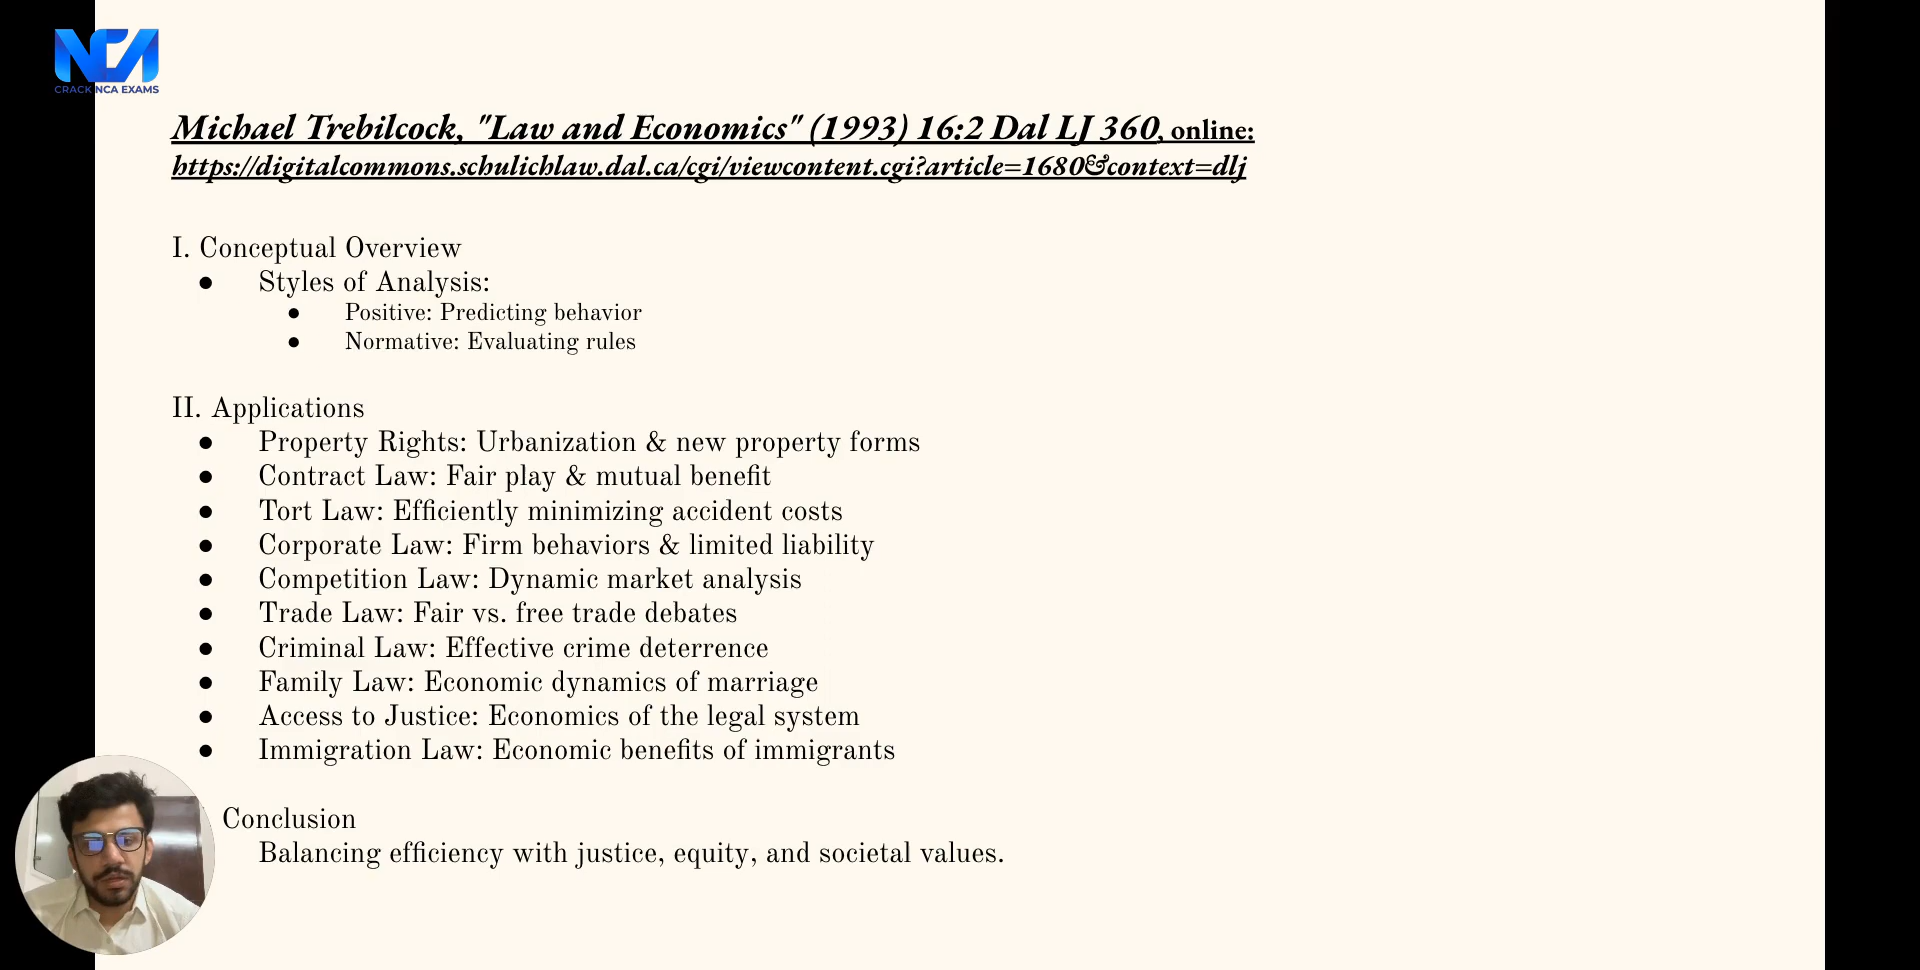 NCA
CRACK NCA EXAMS
Michael Trebilcock, "Law and Economics" (1993) 16:2 Dal LJ 360, online:
https://digitalcommons.schulichlaw.dal.ca/cgi/viewcontent.cgi?article=1680&context=dlj
I. Conceptual Overview
● Styles of Analysis:
● Positive: Predicting behavior
● Normative: Evaluating rules
II. Applications
● Property Rights: Urbanization & new property forms
● Contract Law: Fair play & mutual benefit
● Tort Law: Efficiently minimizing accident costs
● Corporate Law: Firm behaviors & limited liability
● Competition Law: Dynamic market analysis
● Trade Law: Fair vs. free trade debates
● Criminal Law: Effective crime deterrence
● Family Law: Economic dynamics of marriage
● Access to Justice: Economics of the legal system
● Immigration Law: Economic benefits of immigrants
Conclusion
Balancing efficiency with justice, equity, and societal values.